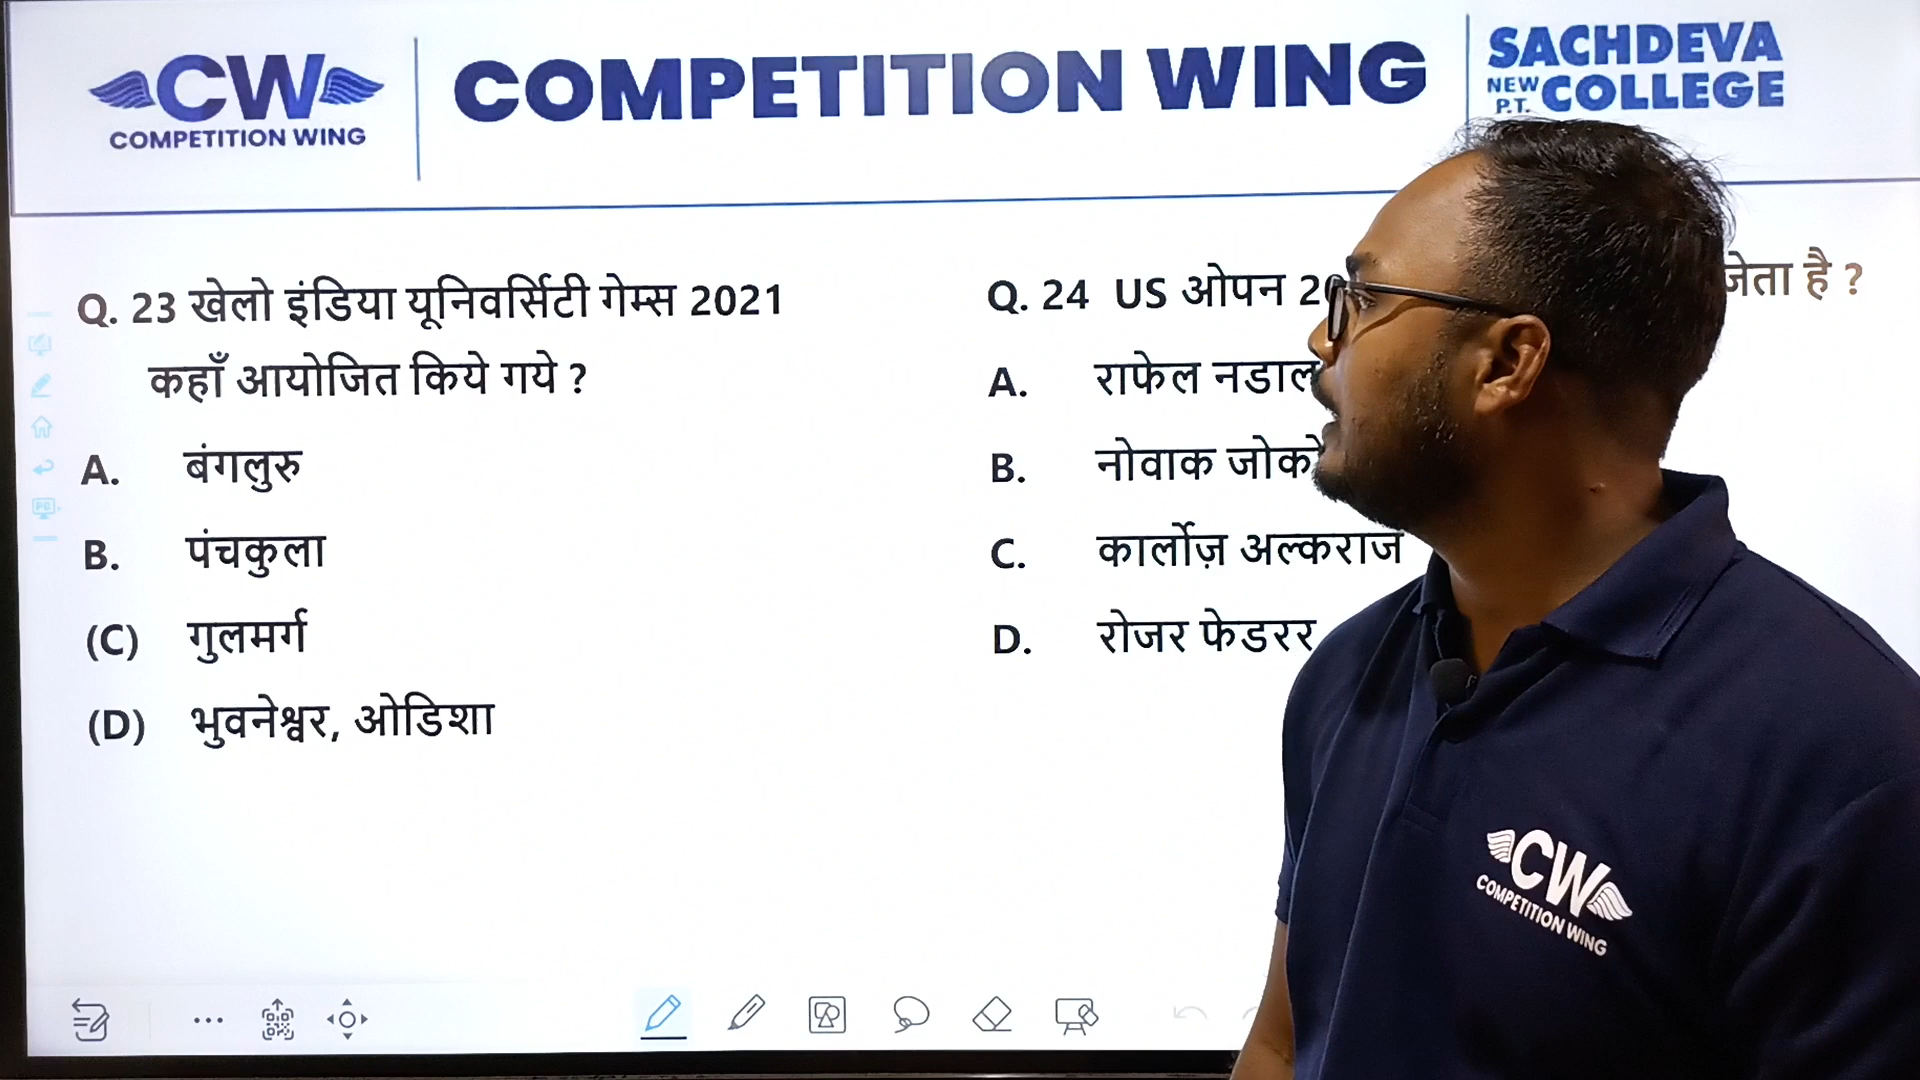 CW
COMPETITION WING
COMPETITION WING
SACHDEVA
NEW
P.T. COLLEGE
Q. 23 खेलो इंडिया यूनिवर्सिटी गेम्स 2021
कहाँ आयोजित किये गये ?
A. बंगलुरु
B. पंचकुला
(C) गुलमर्ग
(D) भुवनेश्वर, ओडिशा
Q. 24 US ओपन है ?
A. राफेल नडाल
B. नोवाक
C. कार्लोज़ अल्कराज
D. रोजर फेडरर
CW
COMPETITION WING